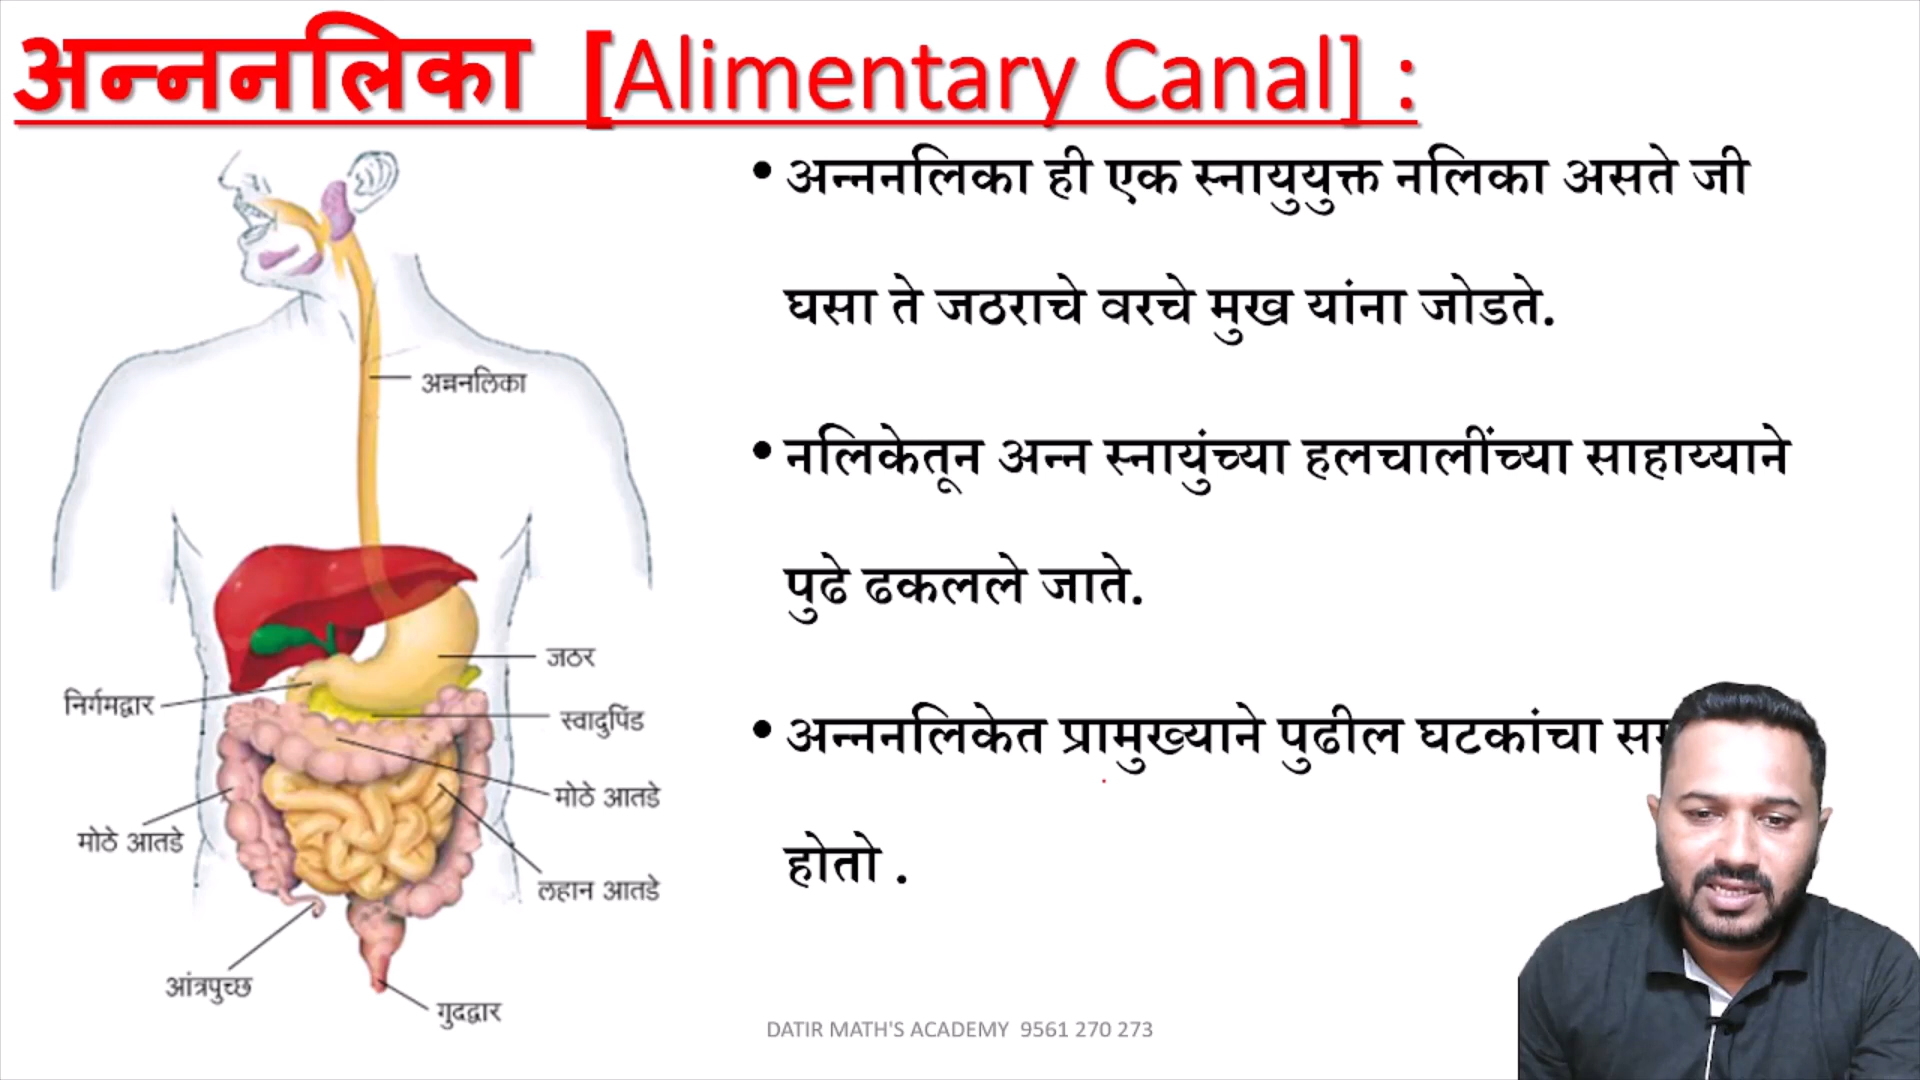 अन्ननलिका [Alimentary Canal] :
• अन्ननलिका ही एक स्नायुयुक्त नलिका असते जी
घसा ते जठराचे वरचे मुख यांना जोडते.
• नलिकेतून अन्न स्नायुंच्या हलचालींच्या साहाय्याने
पुढे ढकलले जाते.
• अन्ननलिकेत प्रामुख्याने पुढील घटकांचा
होतो .
अन्ननलिका
जठर
निर्गमद्वार
स्वादुपिंड
मोठे आतडे
मोठे आतडे
लहान आतडे
आंत्रपुच्छ
गुदद्वार
DATIR MATH'S ACADEMY 9561 270 273